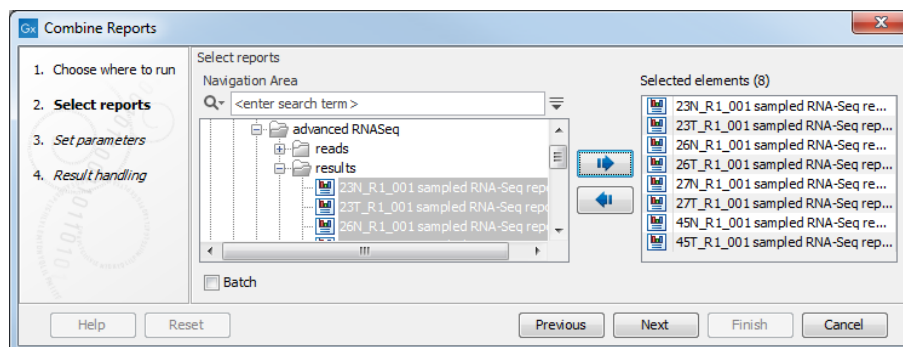 Gx Combine Reports
1. Choose where to run
2. Select reports
3. Set parameters
4. Result handling
Select reports
Navigation Area
<enter search term>
advanced RNASeq
reads
results
23N_R1_001 sampled RNA-Seq repo
23T_R1_001 sampled RNA-Seq repo
26N_R1_001 sampled RNA-Seq repo
Batch
Selected elements (8)
23N_R1_001 sampled RNA-Seq re...
23T_R1_001 sampled RNA-Seq rep...
26N_R1_001 sampled RNA-Seq re...
26T_R1_001 sampled RNA-Seq rep...
27N_R1_001 sampled RNA-Seq re...
27T_R1_001 sampled RNA-Seq rep...
45N_R1_001 sampled RNA-Seq re...
45T_R1_001 sampled RNA-Seq rep...
Help Reset Previous Next Finish Cancel